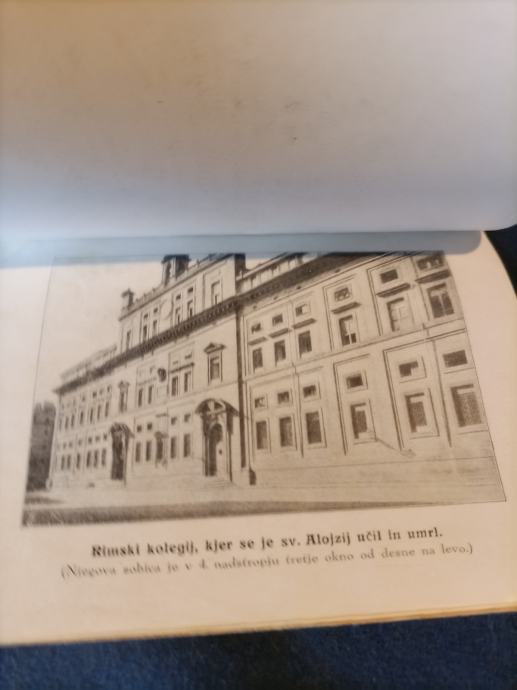 Rimski kolegij, kjer se je sv. Alojzij učil in umrl.
(Njegova sobica je v 4. nadstropju tretje okno od desne na levo.)